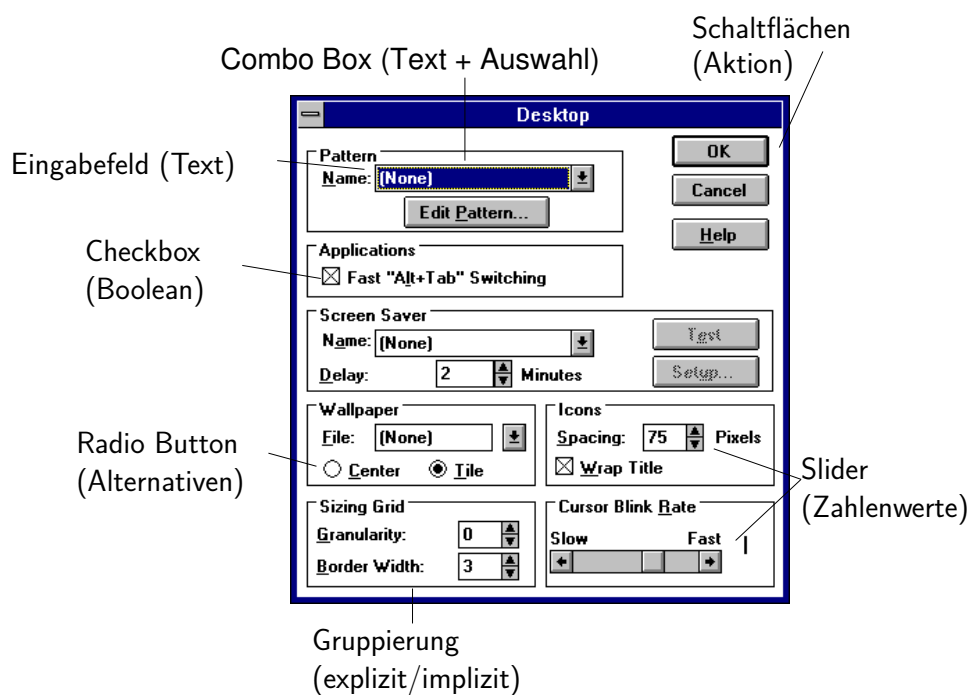 Schaltflächen
(Aktion)
Combo Box (Text + Auswahl)
Desktop
Eingabefeld (Text)
Pattern
Name: (None)
Edit Pattern...
OK
Cancel
Help
Checkbox
(Boolean)
Applications
Fast "Alt+Tab" Switching
Screen Saver
Name: (None)
Test
Delay: 2 Minutes
Setup...
Radio Button
(Alternativen)
Wallpaper
File: (None)
Center Tile
Icons
Spacing: 75 Pixels
Wrap Title
Slider
(Zahlenwerte)
Sizing Grid
Granularity: 0
Border Width: 3
Cursor Blink Rate
Slow Fast
Gruppierung
(explizit/implizit)